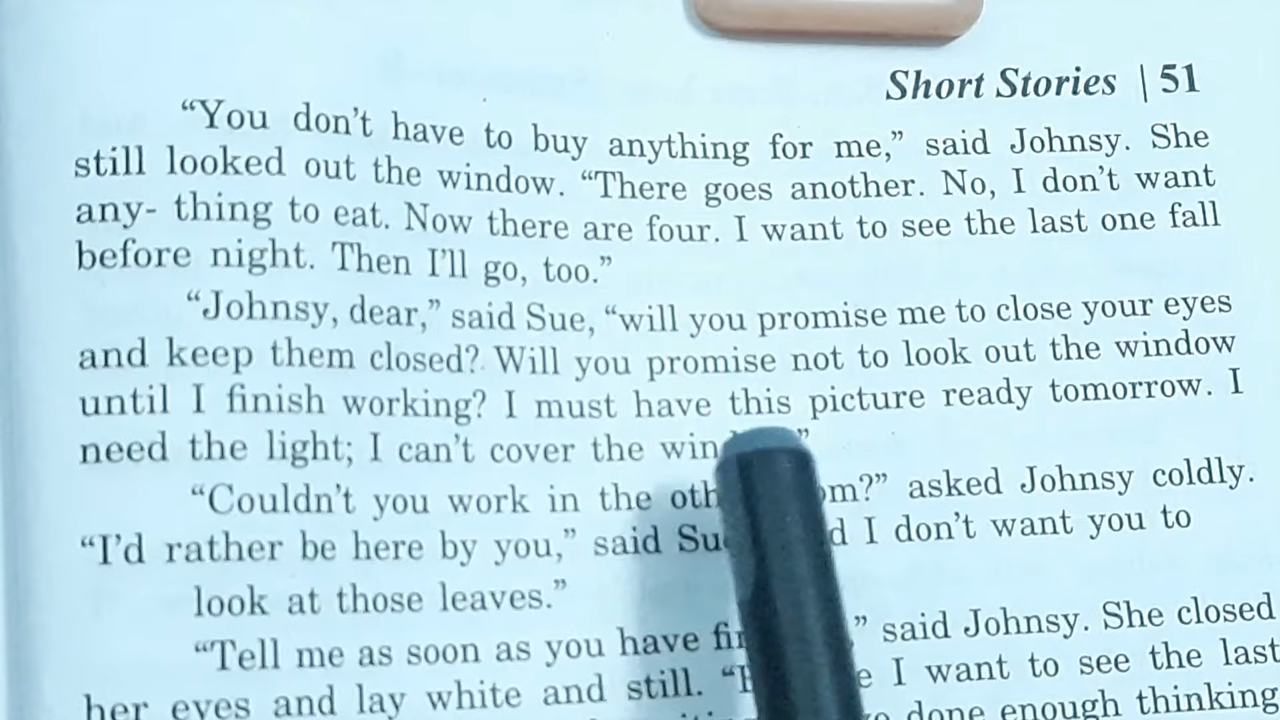 Short Stories | 51
“You don’t have to buy anything for me,” said Johnsy. She
still looked out the window. “There goes another. No, I don’t want
any- thing to eat. Now there are four. I want to see the last one fall
before night. Then I’ll go, too.”
“Johnsy, dear,” said Sue, “will you promise me to close your eyes
and keep them closed? Will you promise not to look out the window
until I finish working? I must have this picture ready tomorrow. I
need the light; I can’t cover the
“Couldn’t you work in the asked Johnsy coldly.
“I’d rather be here by you,” said I don’t want you to
look at those leaves.”
“Tell me as soon as you have said Johnsy. She closed
her eyes and lay white and still. I want to see the last
done enough thinking